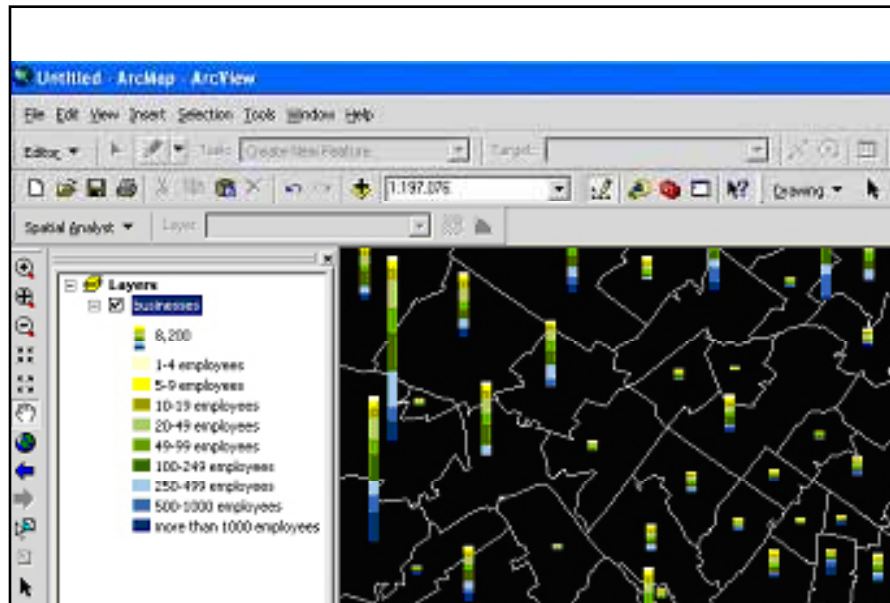 Untitled - ArcMap - ArcView
File Edit View Insert Selection Tools Window Help
Editor Task: Create New Feature Target:
1:197,076 Drawing
Spatial Analyst Layer:
Layers
businesses
8,200
1-4 employees
5-9 employees
10-19 employees
20-49 employees
49-99 employees
100-249 employees
250-499 employees
500-1000 employees
more than 1000 employees